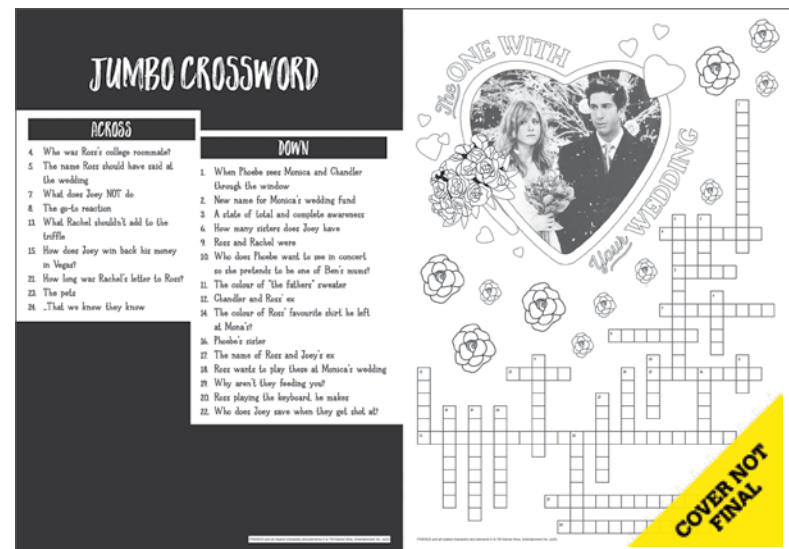 JUMBO CROSSWORD
ACROSS
4. Who was Ross's college roommate?
5. The name Ross should have said at
the wedding
7. What does Joey NOT do
8. The go-to reaction
13. What Rachel shouldn't add to the
triffle
15. How does Joey win back his money
in Vegas?
21. How long was Rachel's letter to Ross?
23. The pets
24. ...That we know they know
DOWN
1. When Phoebe sees Monica and Chandler
through the window
2. New name for Monica's wedding fund
3. A state of total and complete awareness
6. How many sisters does Joey have
9. Ross and Rachel were
10. Who does Phoebe want to see in concert
so she pretends to be one of Ben's mums?
11. The colour of "the fathers" sweater
12. Chandler and Ross' ex
14. The colour of Ross' favourite shirt he left
at Mona's?
16. Phoebe's sister
17. The name of Ross and Joey's ex
18. Ross wants to play these at Monica's wedding
19. Why aren't they feeding you?
20. Ross playing the keyboard, he makes
22. Who does Joey save when they get shot at?
The ONE WITH
Your WEDDING
COVER NOT
FINAL